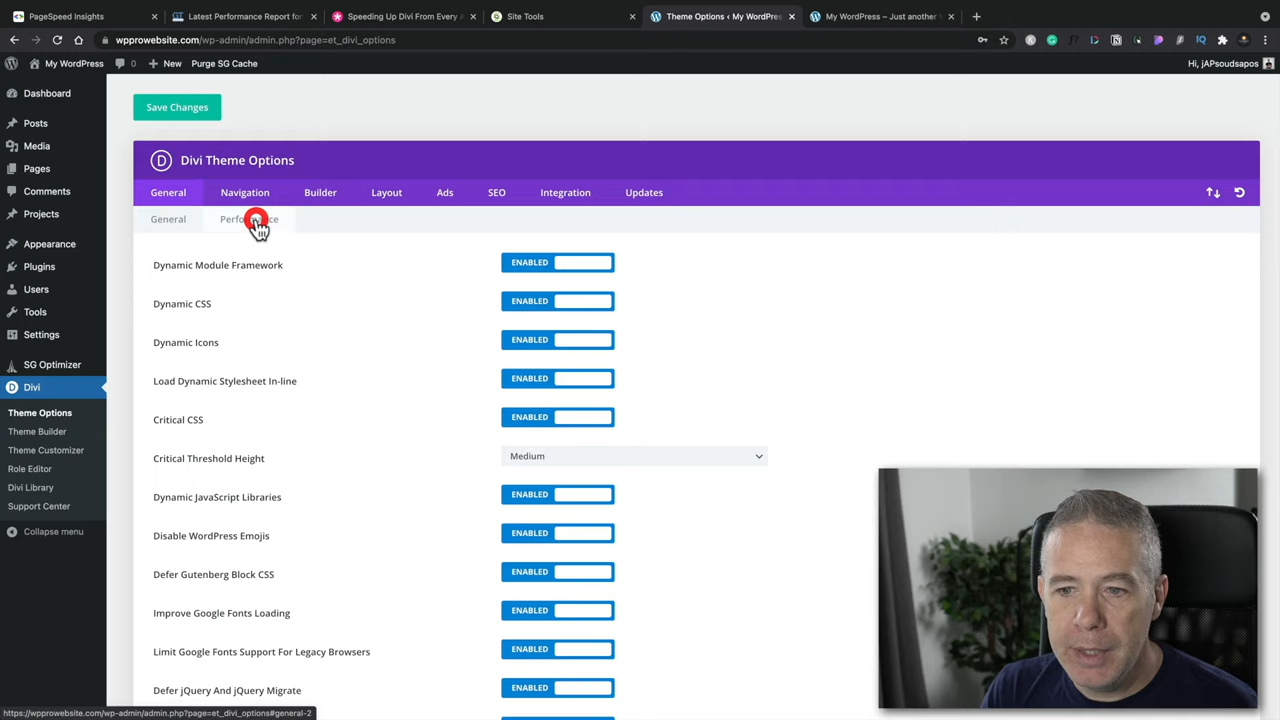 PageSpeed Insights
Latest Performance Report for
Speeding Up Divi From Every A
Site Tools
Theme Options ‹ My WordPres
My WordPress – Just another
wpprowebsite.com/wp-admin/admin.php?page=et_divi_options
My WordPress
0
New
Purge SG Cache
Hi, jAPsoudsapos
Dashboard
Posts
Media
Pages
Comments
Projects
Appearance
Plugins
Users
Tools
Settings
SG Optimizer
Divi
Theme Options
Theme Builder
Theme Customizer
Role Editor
Divi Library
Support Center
Collapse menu
Save Changes
D Divi Theme Options
General Navigation Builder Layout Ads SEO Integration Updates
General Performance
Dynamic Module Framework ENABLED
Dynamic CSS ENABLED
Dynamic Icons ENABLED
Load Dynamic Stylesheet In-line ENABLED
Critical CSS ENABLED
Critical Threshold Height Medium
Dynamic JavaScript Libraries ENABLED
Disable WordPress Emojis ENABLED
Defer Gutenberg Block CSS ENABLED
Improve Google Fonts Loading ENABLED
Limit Google Fonts Support For Legacy Browsers ENABLED
Defer jQuery And jQuery Migrate ENABLED
https://wpprowebsite.com/wp-admin/admin.php?page=et_divi_options#general-2